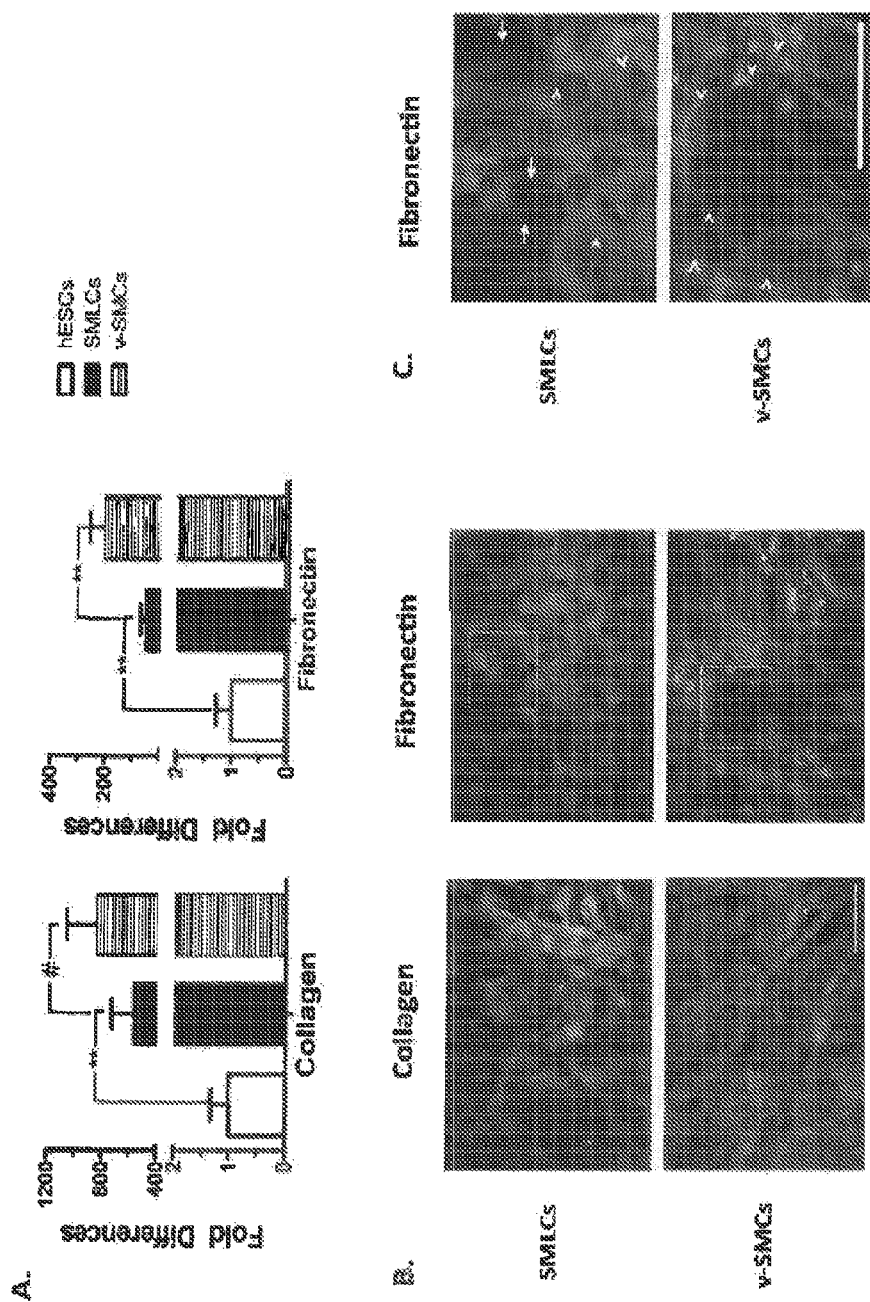 A.
Fold Differences
1200
800
400
2
1
0
**
#
Collagen
Fold Differences
400
200
2
1
0
**
**
Fibronectin
hESCs
SMLCs
v-SMCs
B.
Collagen
Fibronectin
SMLCs
v-SMCs
C.
Fibronectin
SMLCs
v-SMCs